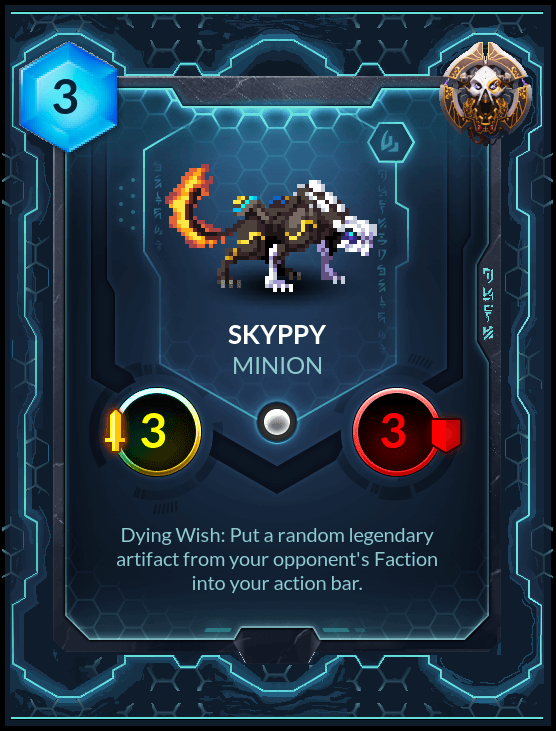 3
SKYPPY
MINION
3
3
Dying Wish: Put a random legendary
artifact from your opponent's Faction
into your action bar.